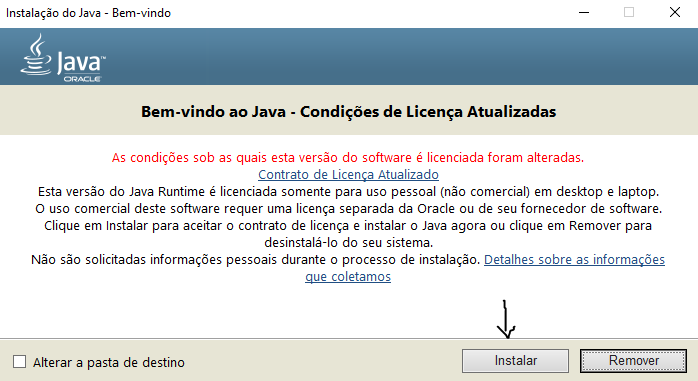 Instalação do Java - Bem-vindo
Java™
ORACLE
Bem-vindo ao Java - Condições de Licença Atualizadas
As condições sob as quais esta versão do software é licenciada foram alteradas.
Contrato de Licença Atualizado
Esta versão do Java Runtime é licenciada somente para uso pessoal (não comercial) em desktop e laptop.
O uso comercial deste software requer uma licença separada da Oracle ou de seu fornecedor de software.
Clique em Instalar para aceitar o contrato de licença e instalar o Java agora ou clique em Remover para
desinstalá-lo do seu sistema.
Não são solicitadas informações pessoais durante o processo de instalação. Detalhes sobre as informações
que coletamos
Alterar a pasta de destino
Instalar
Remover